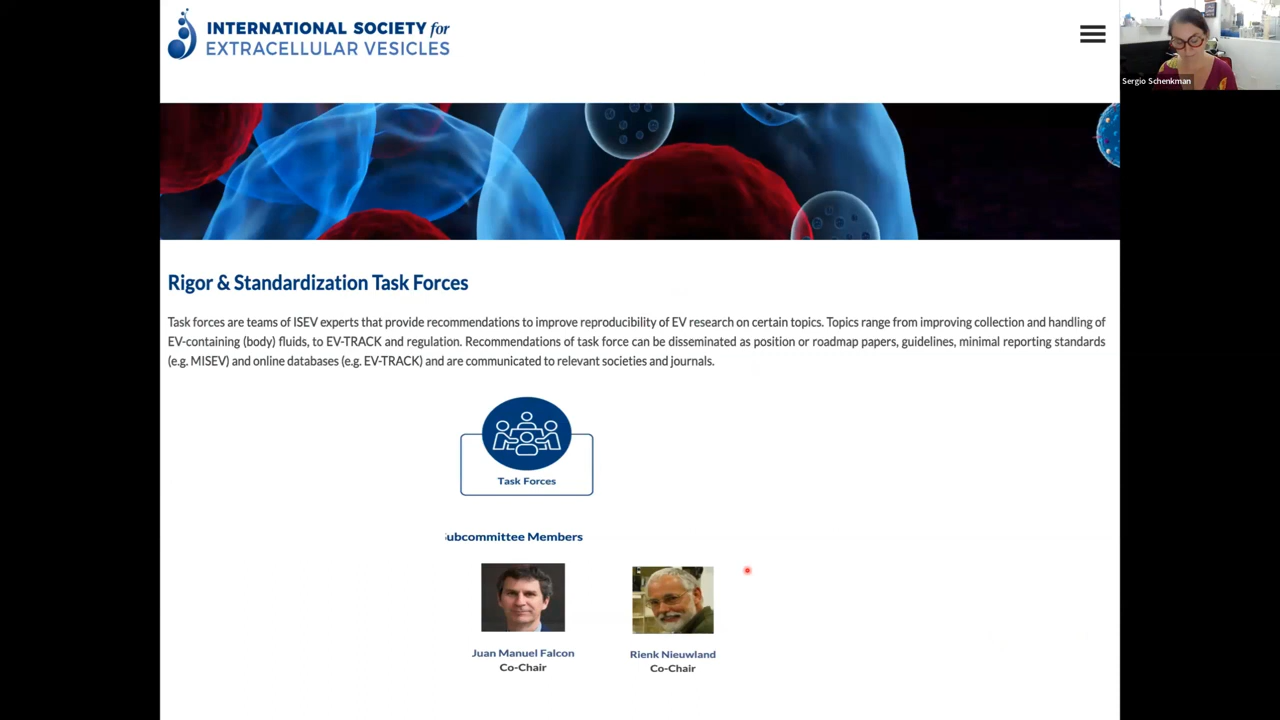 INTERNATIONAL SOCIETY for
EXTRACELLULAR VESICLES
Sergio Schenkman
Rigor & Standardization Task Forces
Task forces are teams of ISEV experts that provide recommendations to improve reproducibility of EV research on certain topics. Topics range from improving collection and handling of
EV-containing (body) fluids, to EV-TRACK and regulation. Recommendations of task force can be disseminated as position or roadmap papers, guidelines, minimal reporting standards
(e.g. MISEV) and online databases (e.g. EV-TRACK) and are communicated to relevant societies and journals.
Task Forces
ubcommittee Members
Juan Manuel Falcon
Co-Chair
Rienk Nieuwland
Co-Chair